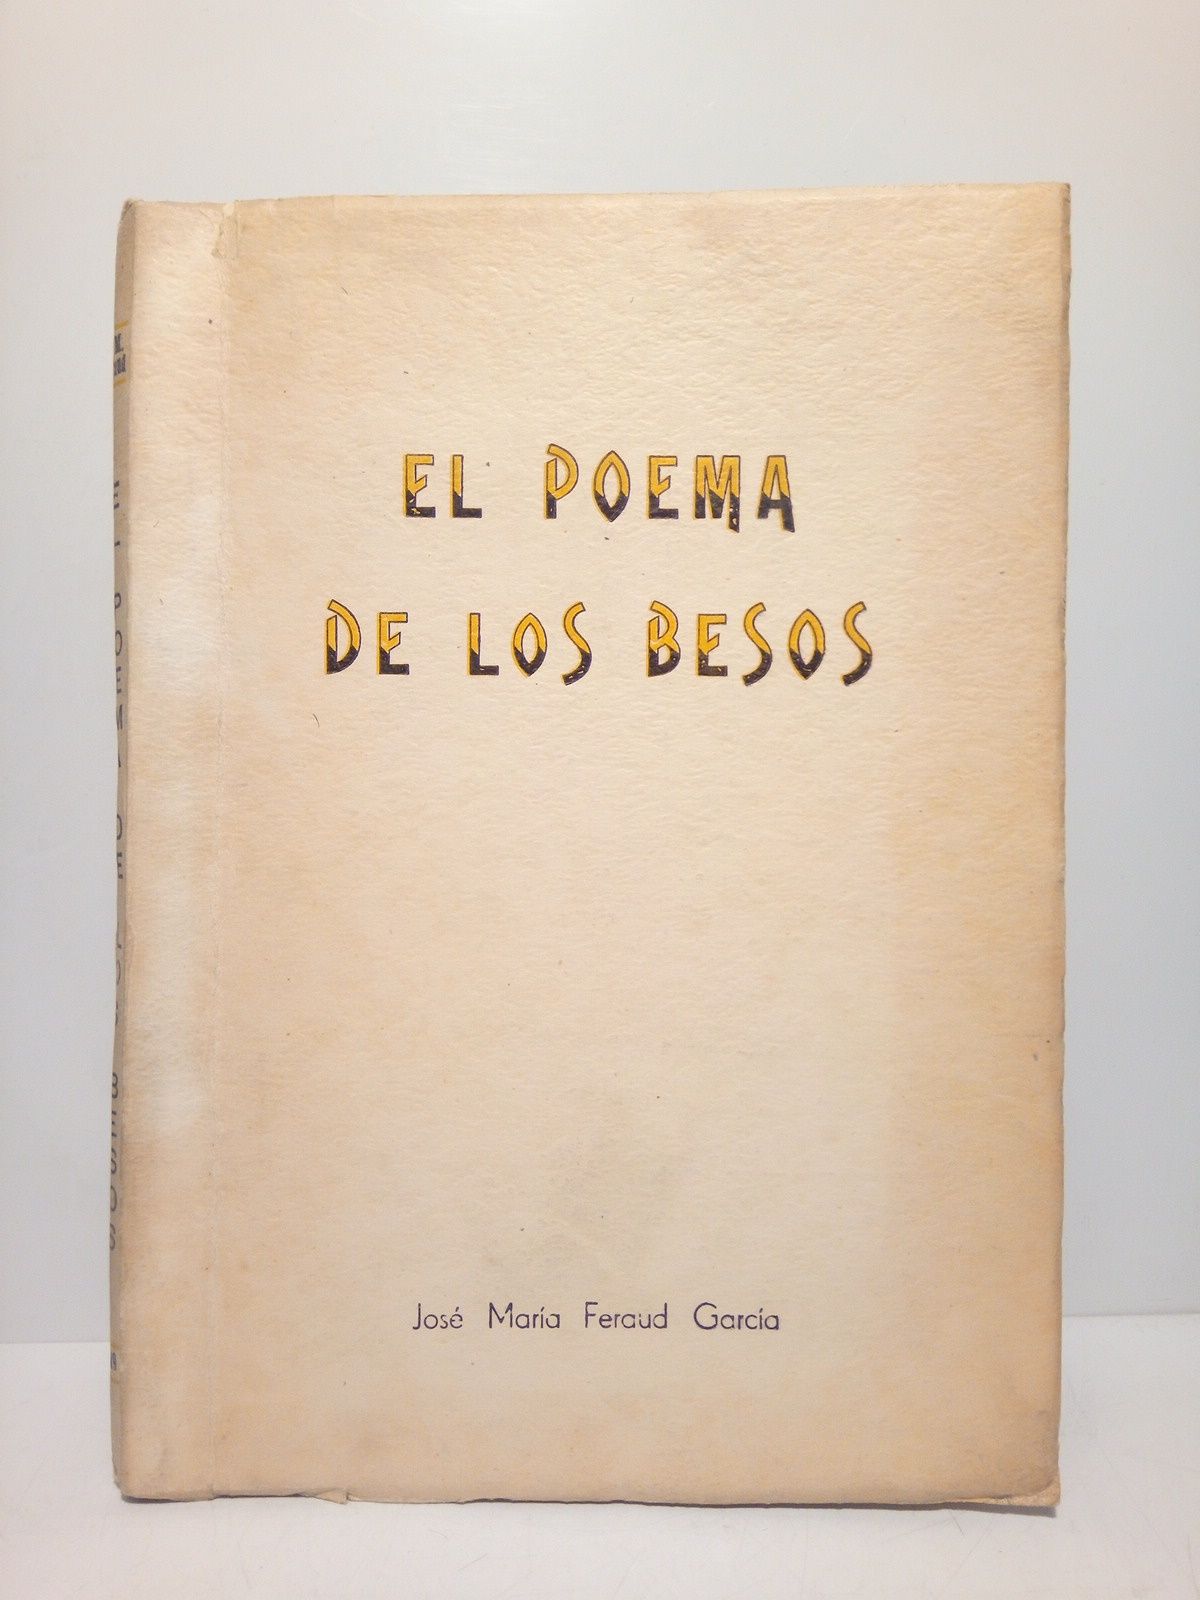 EL POEMA
DE LOS BESOS
José María Feraud García